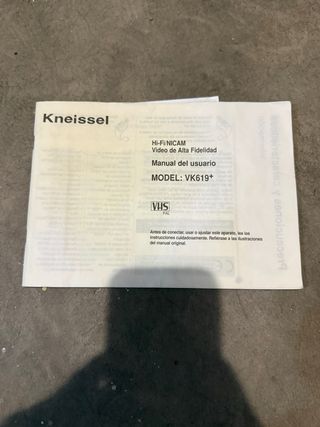 Kneissel
Hi-Fi/NICAM
Video de Alta Fidelidad
Manual del usuario
MODEL: VK619+
VHS
PAL
Antes de conectar, usar o ajustar este aparato, lea las
instrucciones cuidadosamente. Refiérase a las ilustraciones
del manual original.